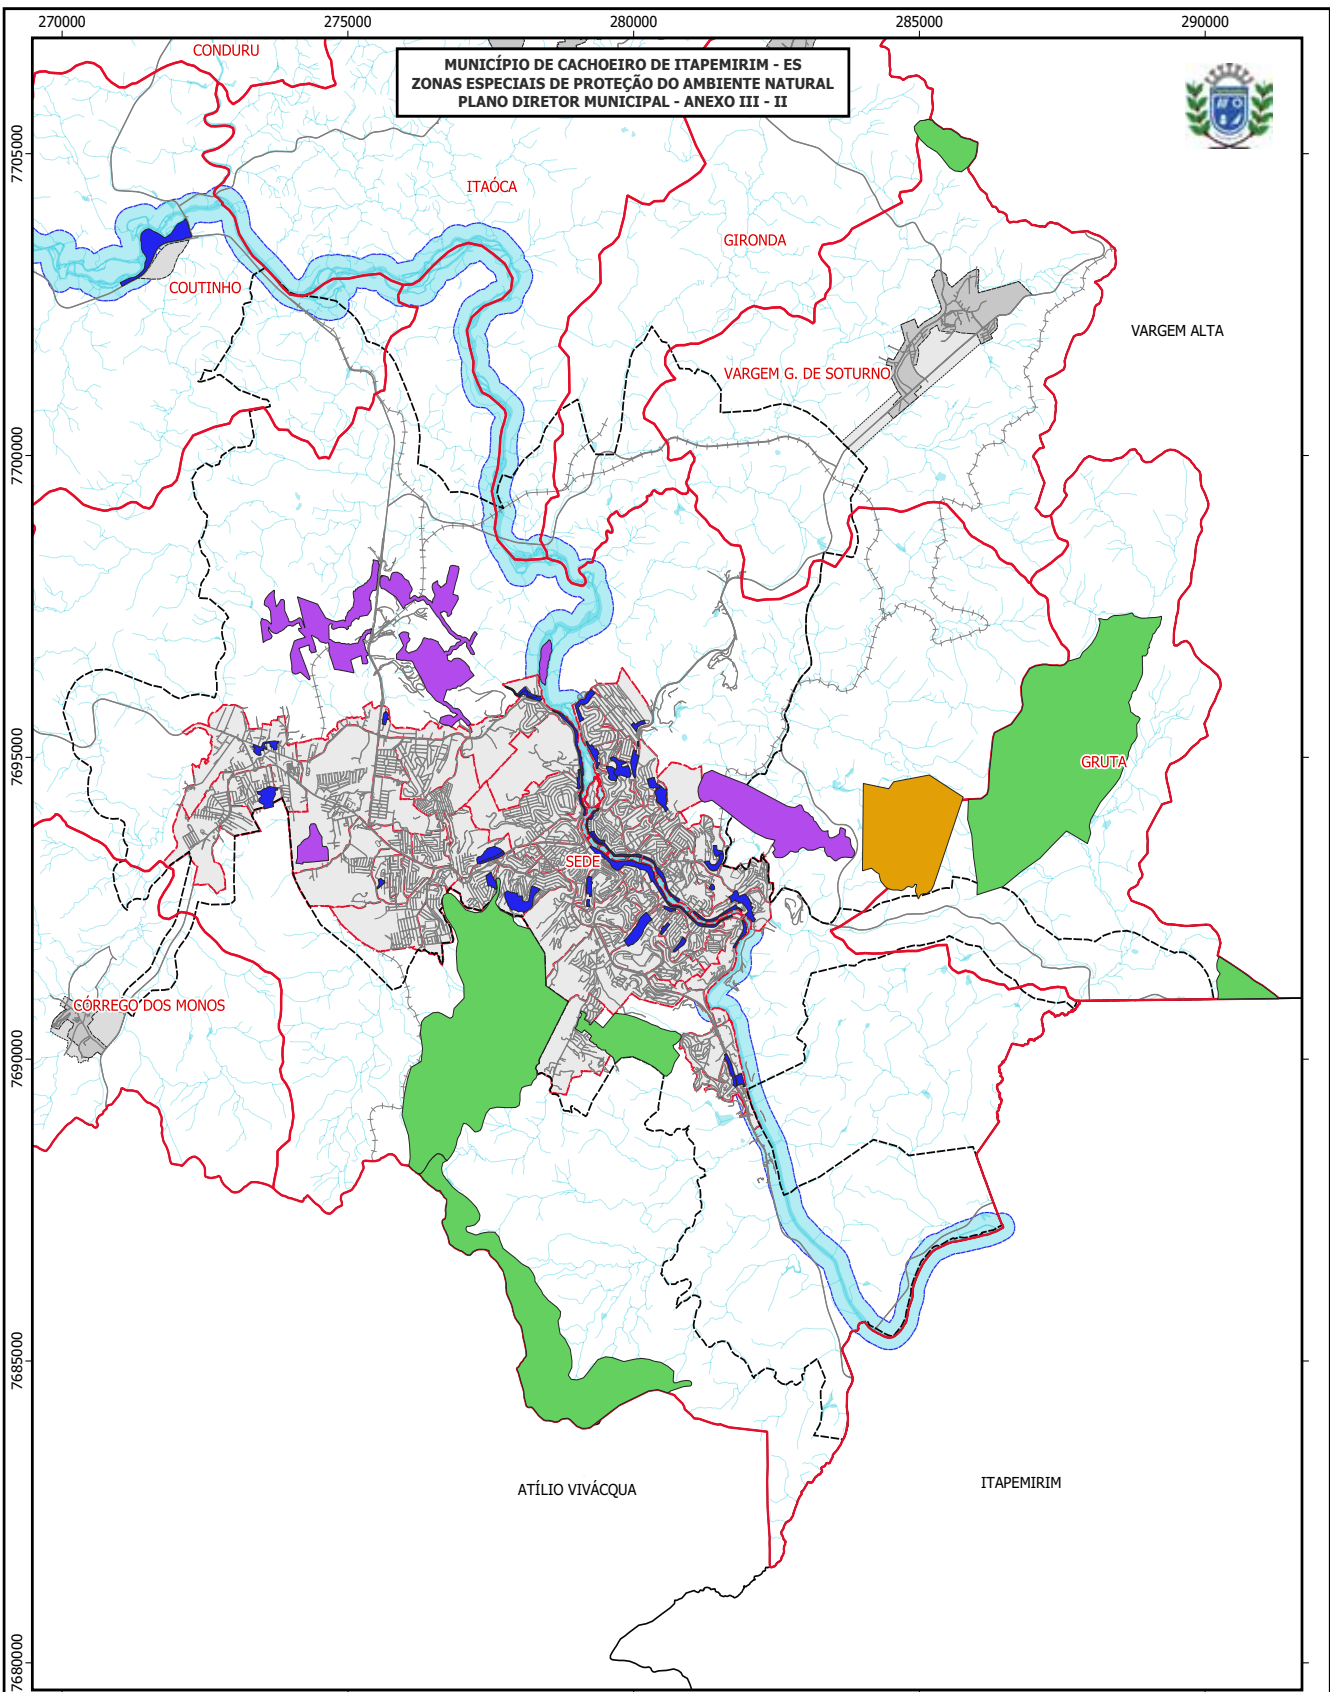 270000
275000
280000
285000
290000
CONDURU
MUNICÍPIO DE CACHOEIRO DE ITAPEMIRIM - ES
ZONAS ESPECIAIS DE PROTEÇÃO DO AMBIENTE NATURAL
PLANO DIRETOR MUNICIPAL - ANEXO III - II
7705000
ITAÓCA
GIRONDA
COUTINHO
VARGEM ALTA
VARGEM G. DE SOTURNO
7700000
7695000
GRUTA
SEDE
CÓRREGO DOS MONOS
7690000
7685000
ATÍLIO VIVÁCQUA
ITAPEMIRIM
7680000